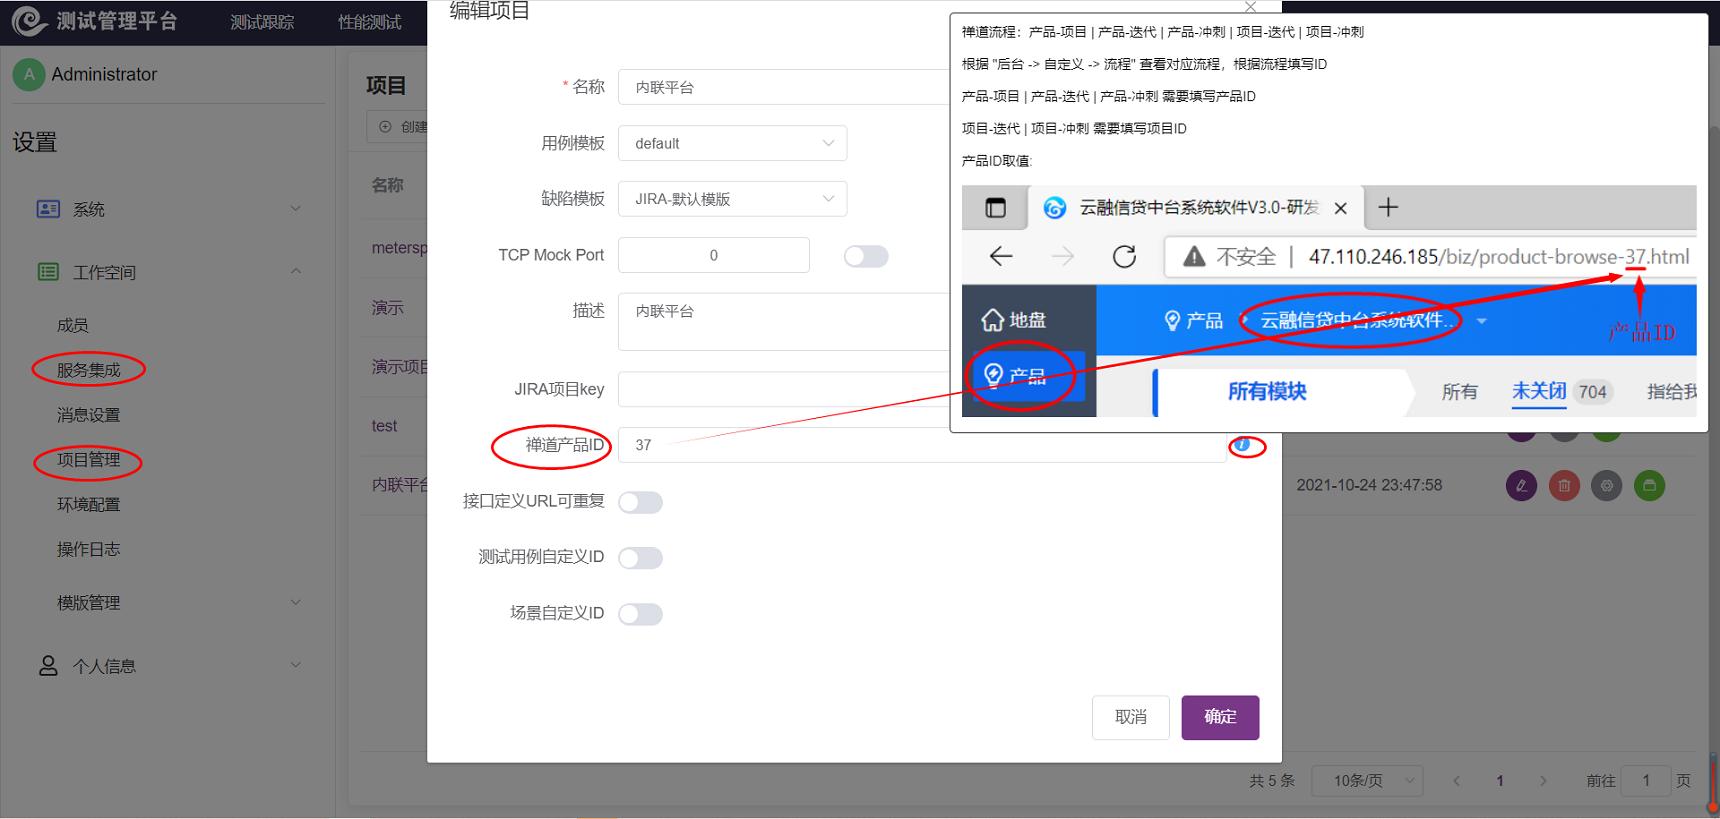 测试管理平台
测试跟踪
性能测试
A Administrator
设置
系统
工作空间
成员
服务集成
消息设置
项目管理
环境配置
操作日志
模版管理
个人信息
项目
创建
名称
metersp
演示
演示项目
test
内联平台
2021-10-24 23:47:58
共 5 条
10条/页
1
前往 1 页
编辑项目
* 名称 内联平台
用例模板 default
缺陷模板 JIRA-默认模版
TCP Mock Port 0
描述 内联平台
JIRA项目key
禅道产品ID 37
接口定义URL可重复
测试用例自定义ID
场景自定义ID
取消
确定
禅道流程：产品-项目 | 产品-迭代 | 产品-冲刺 | 项目-迭代 | 项目-冲刺
根据 "后台 -> 自定义 -> 流程" 查看对应流程，根据流程填写ID
产品-项目 | 产品-迭代 | 产品-冲刺 需要填写产品ID
项目-迭代 | 项目-冲刺 需要填写项目ID
产品ID取值:
云融信贷中台系统软件V3.0-研发
不安全 | 47.110.246.185/biz/product-browse-37.html
地盘
产品
产品
云融信贷中台系统软件...
产品ID
所有模块
所有
未关闭 704
指给我